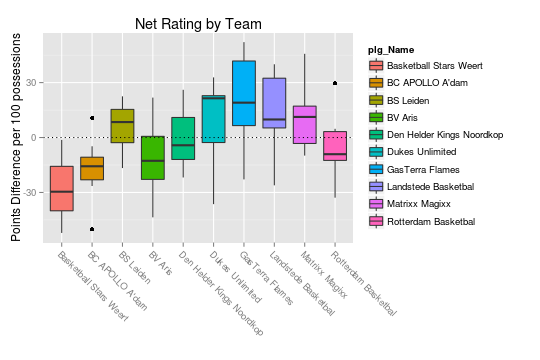 Net Rating by Team
Points Difference per 100 possessions
30
0
-30
Basketball Stars Weert
BC APOLLO A'dam
BS Leiden
BV Aris
Den Helder Kings Noordkop
Dukes Unlimited
GasTerra Flames
Landstede Basketbal
Matrixx Magixx
Rotterdam Basketbal
plg_Name
Basketball Stars Weert
BC APOLLO A'dam
BS Leiden
BV Aris
Den Helder Kings Noordkop
Dukes Unlimited
GasTerra Flames
Landstede Basketbal
Matrixx Magixx
Rotterdam Basketbal